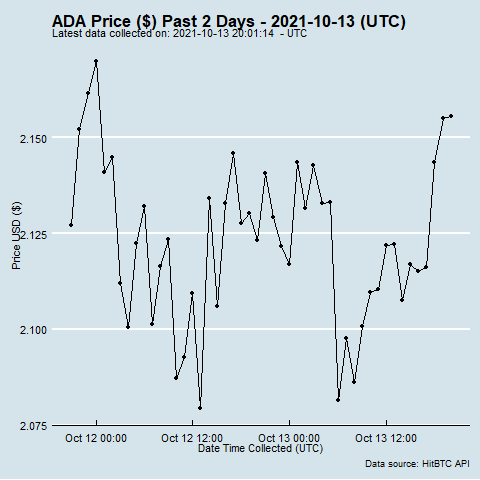 ADA Price ($) Past 2 Days - 2021-10-13 (UTC)
Latest data collected on: 2021-10-13 20:01:14 - UTC
2.150
2.125
2.100
2.075
Price USD ($)
Oct 12 00:00 Oct 12 12:00 Oct 13 00:00 Oct 13 12:00
Date Time Collected (UTC)
Data source: HitBTC API